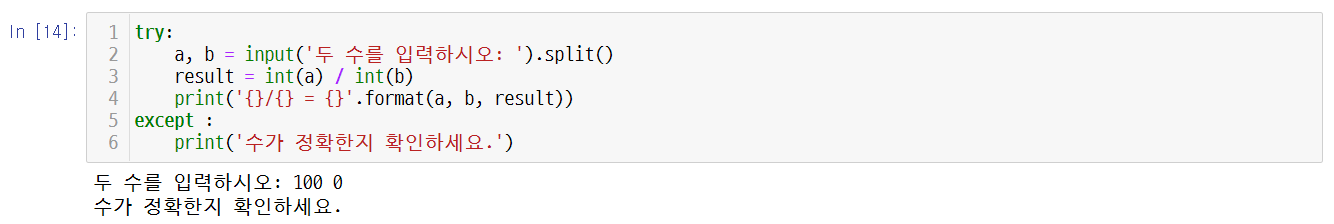 In [14]:
1 try:
2     a, b = input('두 수를 입력하시오: ').split()
3     result = int(a) / int(b)
4     print('{}/{} = {}'.format(a, b, result))
5 except :
6     print('수가 정확한지 확인하세요.')
두 수를 입력하시오: 100 0
수가 정확한지 확인하세요.